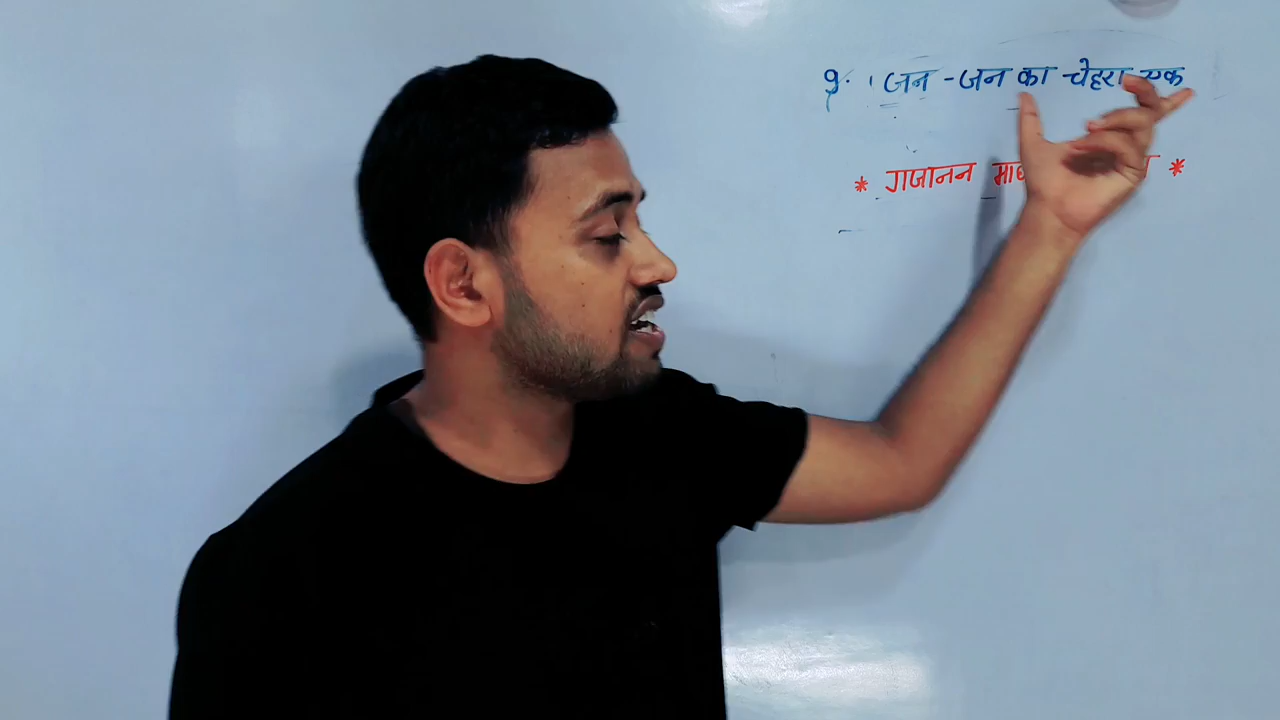 9. जन-जन का चेहरा एक
* गजानन *